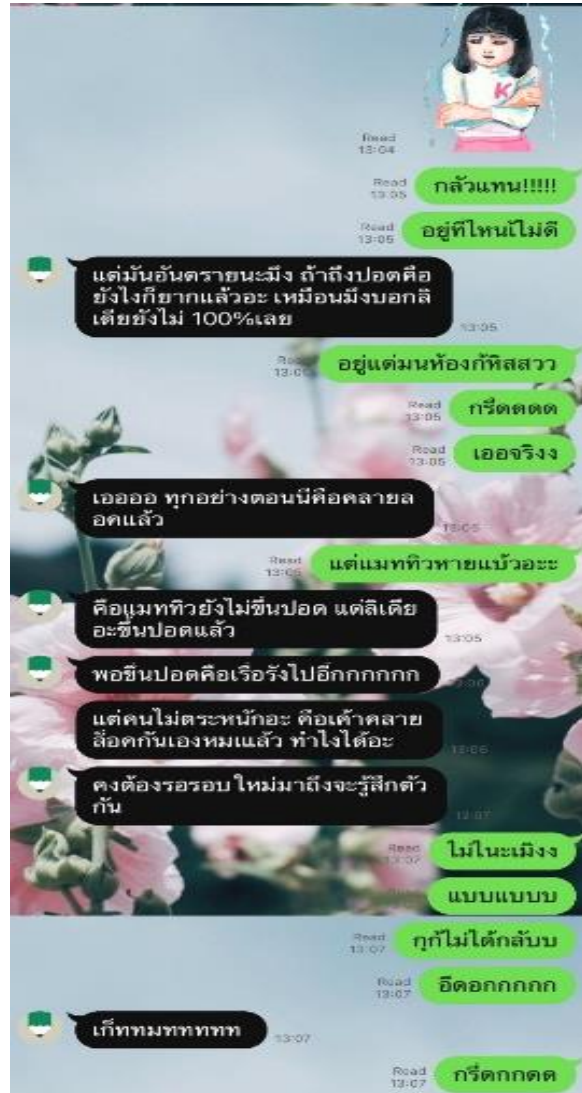 K
Read
13:04
Read
13:05
กลัวแทน!!!!!
Read
13:05
อยู่ทีไหนเไม่ดี
แต่มันอันตรายนะมึง ถ้าถึงปอดคือ
ยังไงก็ยากแล้วอะ เหมือนมึงบอกลิ
เดียยังไม่ 100%เลย
13:05
อยู่แต่มนห้องก้หิสสวว
Read
13:05
กรีดดดด
Read
13:05
เออจริงง
เออออ ทุกอย่างตอนนีคือคลายล
อคแล้ว
Read
แต่แมททิวหายแบ้วอะะ
คือแมททิวยังไม่ขึ้นปอด แต่ลิเดีย
อะขึ้นปอดแล้ว
13:05
พอขึนปอดคือเรื่อรังไปอีกกกกกก
แต่คนไม่ตระหนักอะ คือเค้าคลาย
ล็อคกันเองหมแแล้ว ทำไงได้อะ
คงต้องรอรอบใหม่มาถึงจะรู้สึกตัว
กัน
13:07
Read
13:07
ไม่ไนะเมิงง
แบบแบบบ
Read
13:07
กุก้ไม่ได้กลับบ
Read
13:07
อีดอกกกกก
เก็ททมททททท
13:07
Read
13:07
กรีดกกดด